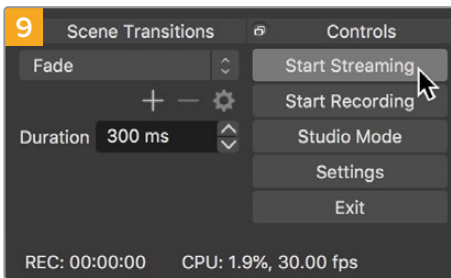 9
Scene Transitions
Controls
Fade
Start Streaming
Start Recording
Duration 300 ms
Studio Mode
Settings
Exit
REC: 00:00:00 CPU: 1.9%, 30.00 fps